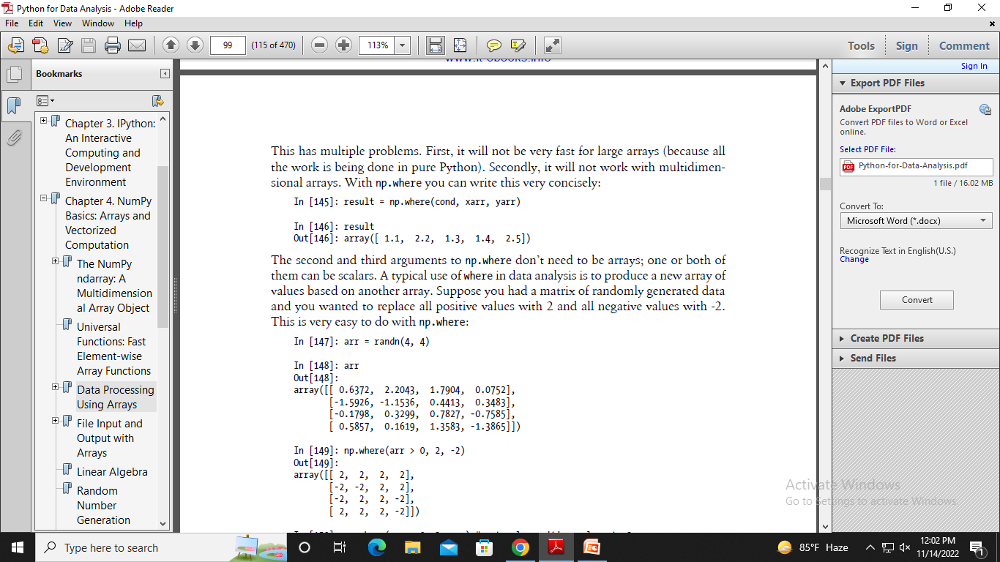 Python for Data Analysis - Adobe Reader
File Edit View Window Help
99 (115 of 470) 113%
Tools Sign Comment
Bookmarks
Chapter 3. IPython:
An Interactive
Computing and
Development
Environment
Chapter 4. NumPy
Basics: Arrays and
Vectorized
Computation
The NumPy
ndarray: A
Multidimension
al Array Object
Universal
Functions: Fast
Element-wise
Array Functions
Data Processing
Using Arrays
File Input and
Output with
Arrays
Linear Algebra
Random
Number
Generation
This has multiple problems. First, it will not be very fast for large arrays (because all
the work is being done in pure Python). Secondly, it will not work with multidimen-
sional arrays. With np.where you can write this very concisely:
In [145]: result = np.where(cond, xarr, yarr)
In [146]: result
Out[146]: array([ 1.1, 2.2, 1.3, 1.4, 2.5])
The second and third arguments to np.where don't need to be arrays; one or both of
them can be scalars. A typical use of where in data analysis is to produce a new array of
values based on another array. Suppose you had a matrix of randomly generated data
and you wanted to replace all positive values with 2 and all negative values with -2.
This is very easy to do with np.where:
In [147]: arr = randn(4, 4)
In [148]: arr
Out[148]:
array([[ 0.6372, 2.2043, 1.7904, 0.0752],
[-1.5926, -1.1536, 0.4413, 0.3483],
[-0.1798, 0.3299, 0.7827, -0.7585],
[ 0.5857, 0.1619, 1.3583, -1.3865]])
In [149]: np.where(arr > 0, 2, -2)
Out[149]:
array([[ 2, 2, 2, 2],
[-2, -2, 2, 2],
[-2, 2, 2, -2],
[ 2, 2, 2, -2]])
Sign In
Export PDF Files
Adobe ExportPDF
Convert PDF files to Word or Excel
online.
Select PDF File:
Python-for-Data-Analysis.pdf
1 file / 16.02 MB
Convert To:
Microsoft Word (*.docx)
Recognize Text in English(U.S.)
Change
Convert
Create PDF Files
Send Files
Activate Windows
Go to Settings to activate Windows.
Type here to search
85°F Haze
12:02 PM
11/14/2022
1